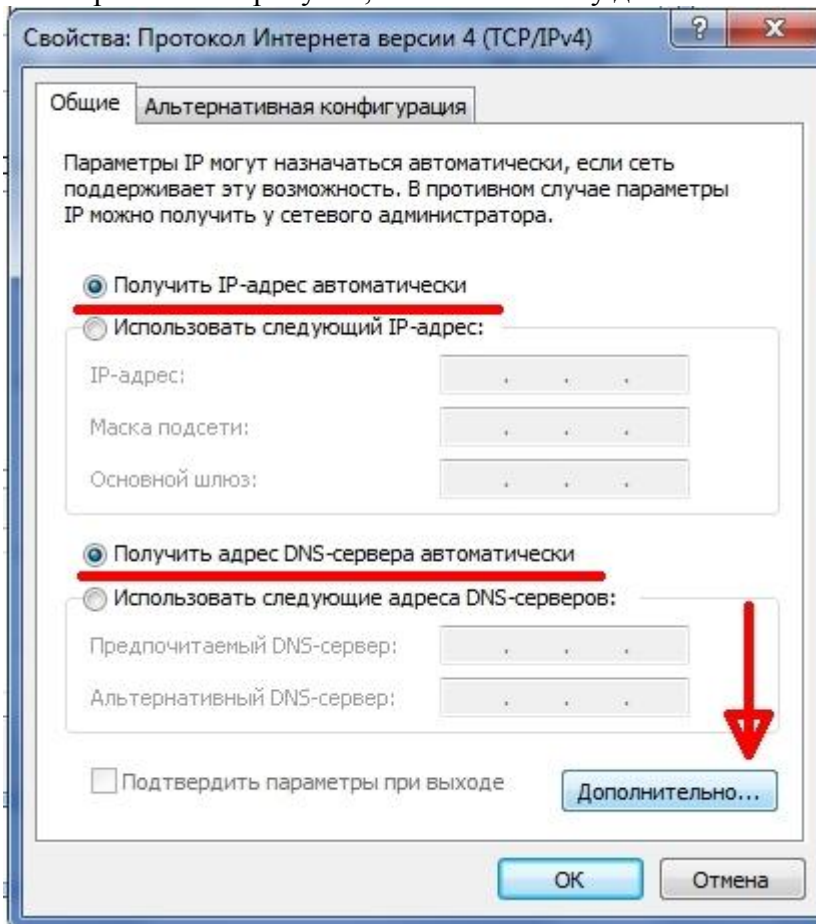 Свойства: Протокол Интернета версии 4 (TCP/IPv4)
Общие
Альтернативная конфигурация
Параметры IP могут назначаться автоматически, если сеть
поддерживает эту возможность. В противном случае параметры
IP можно получить у сетевого администратора.
Получить IP-адрес автоматически
Использовать следующий IP-адрес:
IP-адрес:
Маска подсети:
Основной шлюз:
Получить адрес DNS-сервера автоматически
Использовать следующие адреса DNS-серверов:
Предпочитаемый DNS-сервер:
Альтернативный DNS-сервер:
Подтвердить параметры при выходе
Дополнительно...
ОК
Отмена